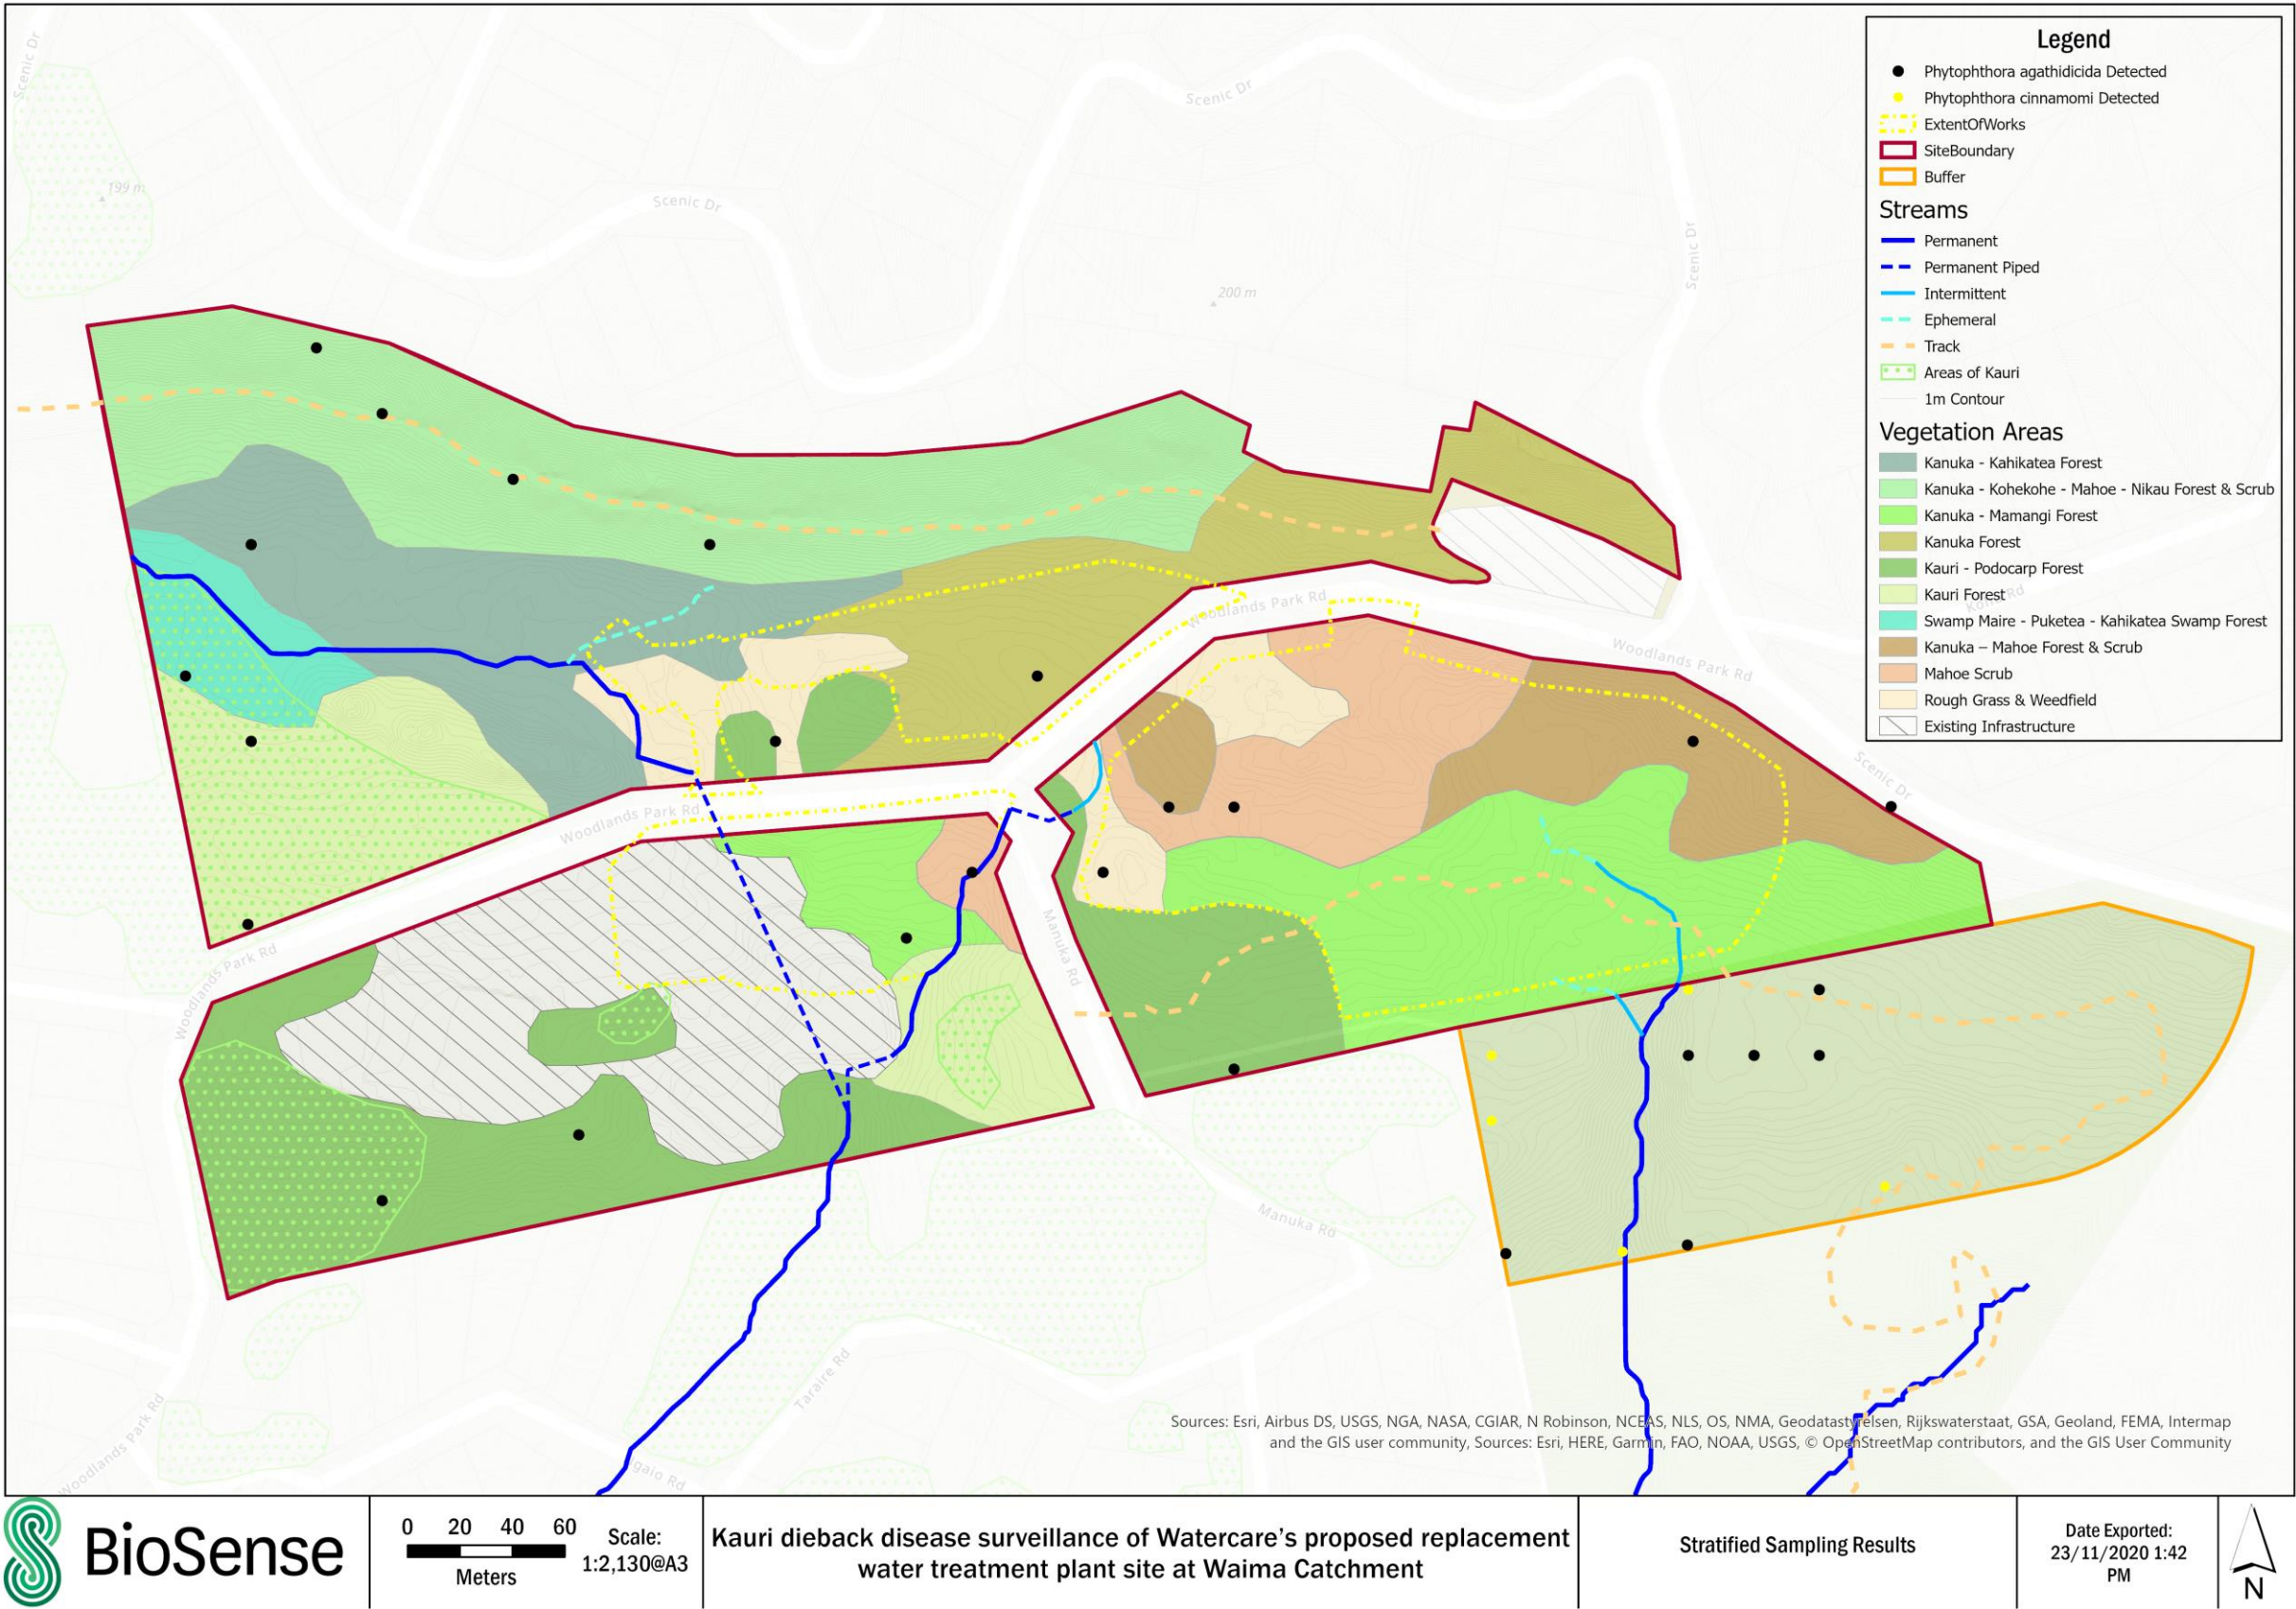 Scenic Dr
199 m
Scenic Dr
Scenic Dr
200 m
Scenic Dr
Woodlands Park Rd
Woodlands Park Rd
Scenic Dr
Woodlands Park Rd
Woodlands Park Rd
Manuka Rd
Manuka Rd
Taraire Rd
Woodlands Park Rd
Legend
Phytophthora agathidicida Detected
Phytophthora cinnamomi Detected
ExtentOfWorks
SiteBoundary
Buffer
Streams
Permanent
Permanent Piped
Intermittent
Ephemeral
Track
Areas of Kauri
1m Contour
Vegetation Areas
Kanuka - Kahikatea Forest
Kanuka - Kohekohe - Mahoe - Nikau Forest & Scrub
Kanuka - Mamangi Forest
Kanuka Forest
Kauri - Podocarp Forest
Kauri Forest
Swamp Maire - Puketea - Kahikatea Swamp Forest
Kanuka – Mahoe Forest & Scrub
Mahoe Scrub
Rough Grass & Weedfield
Existing Infrastructure
Sources: Esri, Airbus DS, USGS, NGA, NASA, CGIAR, N Robinson, NCEAS, NLS, OS, NMA, Geodatastyrelsen, Rijkswaterstaat, GSA, Geoland, FEMA, Intermap
and the GIS user community, Sources: Esri, HERE, Garmin, FAO, NOAA, USGS, © OpenStreetMap contributors, and the GIS User Community
BioSense
0 20 40 60
Meters
Scale:
1:2,130@A3
Kauri dieback disease surveillance of Watercare’s proposed replacement
water treatment plant site at Waima Catchment
Stratified Sampling Results
Date Exported:
23/11/2020 1:42
PM
N